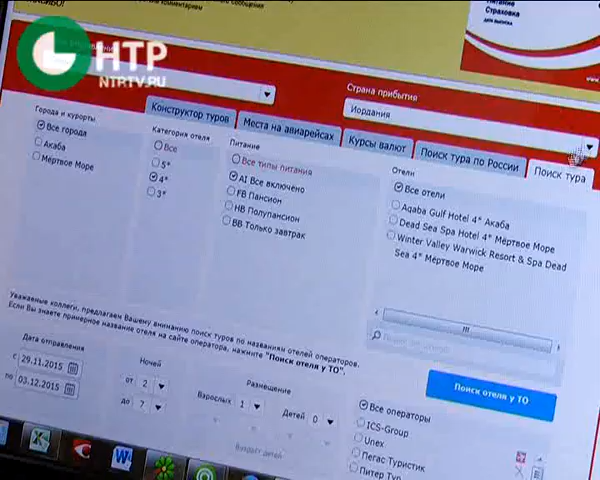 НТР
NTRTV.RU
Питание
Страховка
Страна прибытия
Иордания
Города и курорты
Все города
Акаба
Мёртвое Море
Конструктор туров
Места на авиарейсах
Курсы валют
Поиск тура по России
Поиск тура
Категория отеля
Все
5*
4*
3*
Питание
Все типы питания
AI Все включено
FB Пансион
HB Полупансион
BB Только завтрак
Отели
Все отели
Aqaba Gulf Hotel 4* Акаба
Dead Sea Spa Hotel 4* Мёртвое Море
Winter Valley Warwick Resort & Spa Dead
Sea 4* Мёртвое Море
Уважаемые коллеги, предлагаем Вашему вниманию поиск туров по названиям отелей операторов.
Если Вы знаете примерное название отеля на сайте оператора, нажмите "Поиск отеля у ТО".
Дата отправления
с 29.11.2015
по 03.12.2015
Ночей
от 2
до 7
Размещение
Взрослых 1
Детей 0
Возраст детей
Поиск отеля у ТО
Все операторы
ICS-Group
Unex
Пегас Туристик
Питер Тур